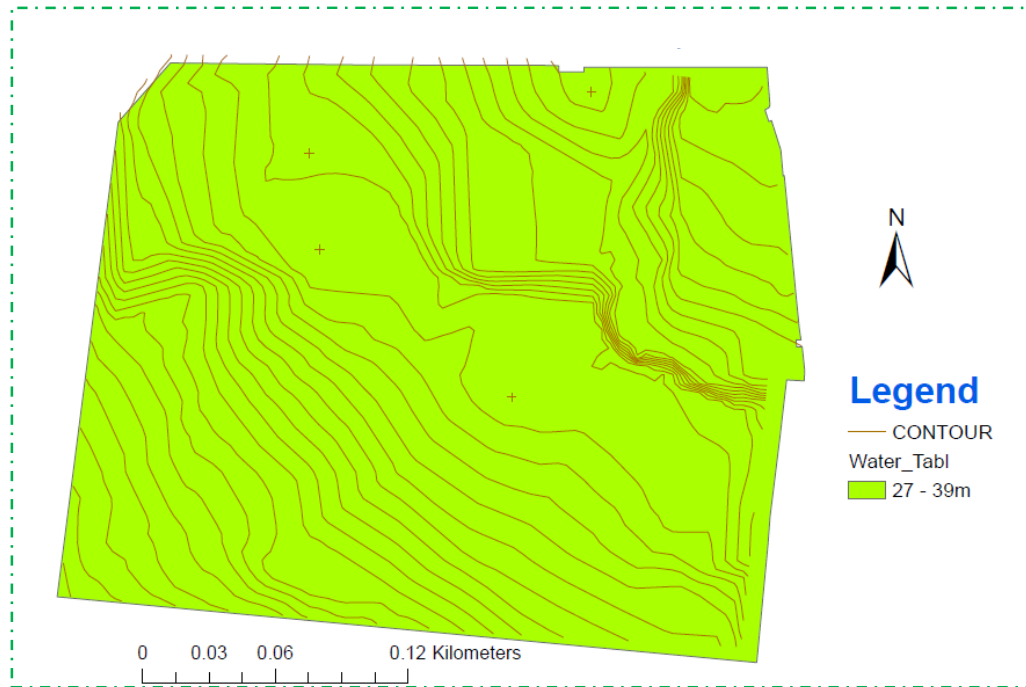 N
Legend
CONTOUR
Water_Tabl
27 - 39m
0 0.03 0.06 0.12 Kilometers